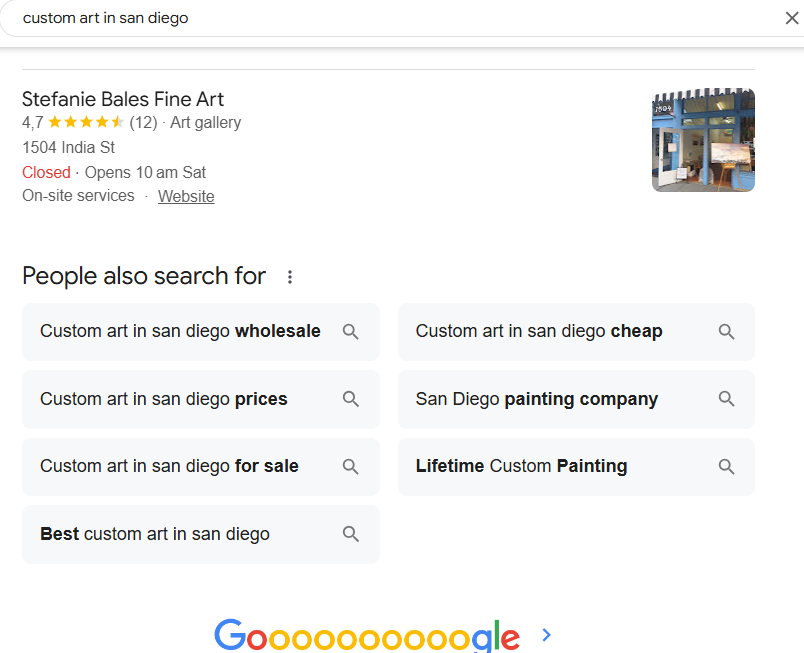 custom art in san diego
Stefanie Bales Fine Art
4,7 (12) · Art gallery
1504 India St
Closed · Opens 10 am Sat
On-site services · Website
1504
People also search for
Custom art in san diego wholesale
Custom art in san diego cheap
Custom art in san diego prices
San Diego painting company
Custom art in san diego for sale
Lifetime Custom Painting
Best custom art in san diego
Goooooooooogle